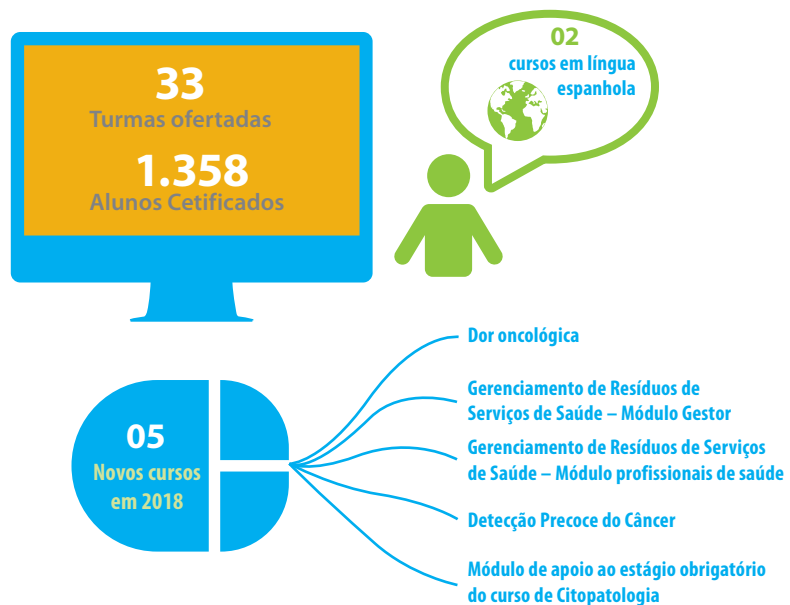 33
Turmas ofertadas
1.358
Alunos Cetificados
02
cursos em língua
espanhola
05
Novos cursos
em 2018
Dor oncológica
Gerenciamento de Resíduos de
Serviços de Saúde – Módulo Gestor
Gerenciamento de Resíduos de Serviços
de Saúde – Módulo profissionais de saúde
Detecção Precoce do Câncer
Módulo de apoio ao estágio obrigatório
do curso de Citopatologia